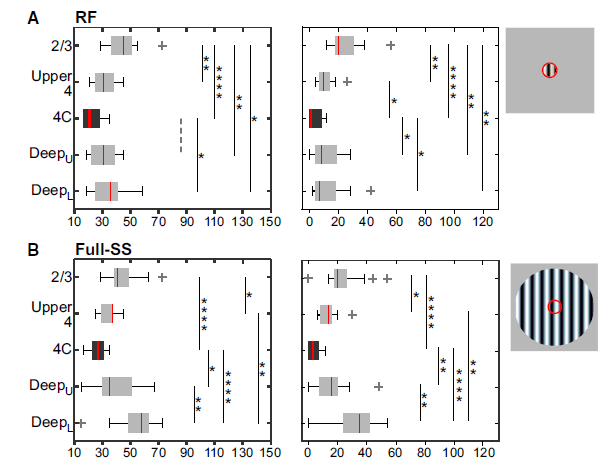 A RF
2/3
Upper 4
4C
DeepU
DeepL
** **** ** * *
** * **** * * ** **
10 30 50 70 90 110 130 150
0 20 40 60 80 100 120
B Full-SS
2/3
Upper 4
4C
DeepU
DeepL
* **** ** * **** **
* **** ** ** **** **
10 30 50 70 90 110 130 150
0 20 40 60 80 100 120